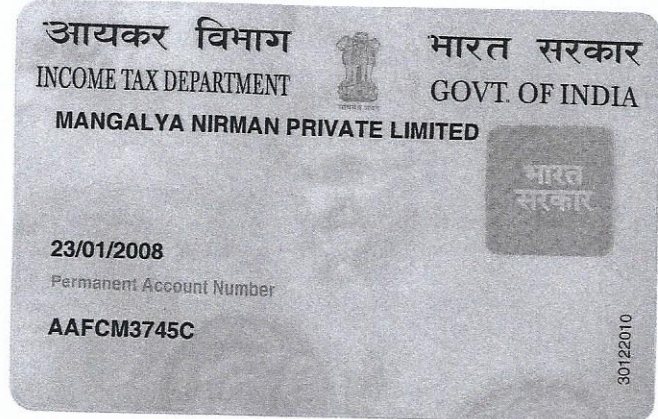 आयकर विभाग
भारत सरकार
INCOME TAX DEPARTMENT
GOVT. OF INDIA
MANGALYA NIRMAN PRIVATE LIMITED
भारत
सरकार
23/01/2008
Permanent Account Number
AAFCM3745C
30122010